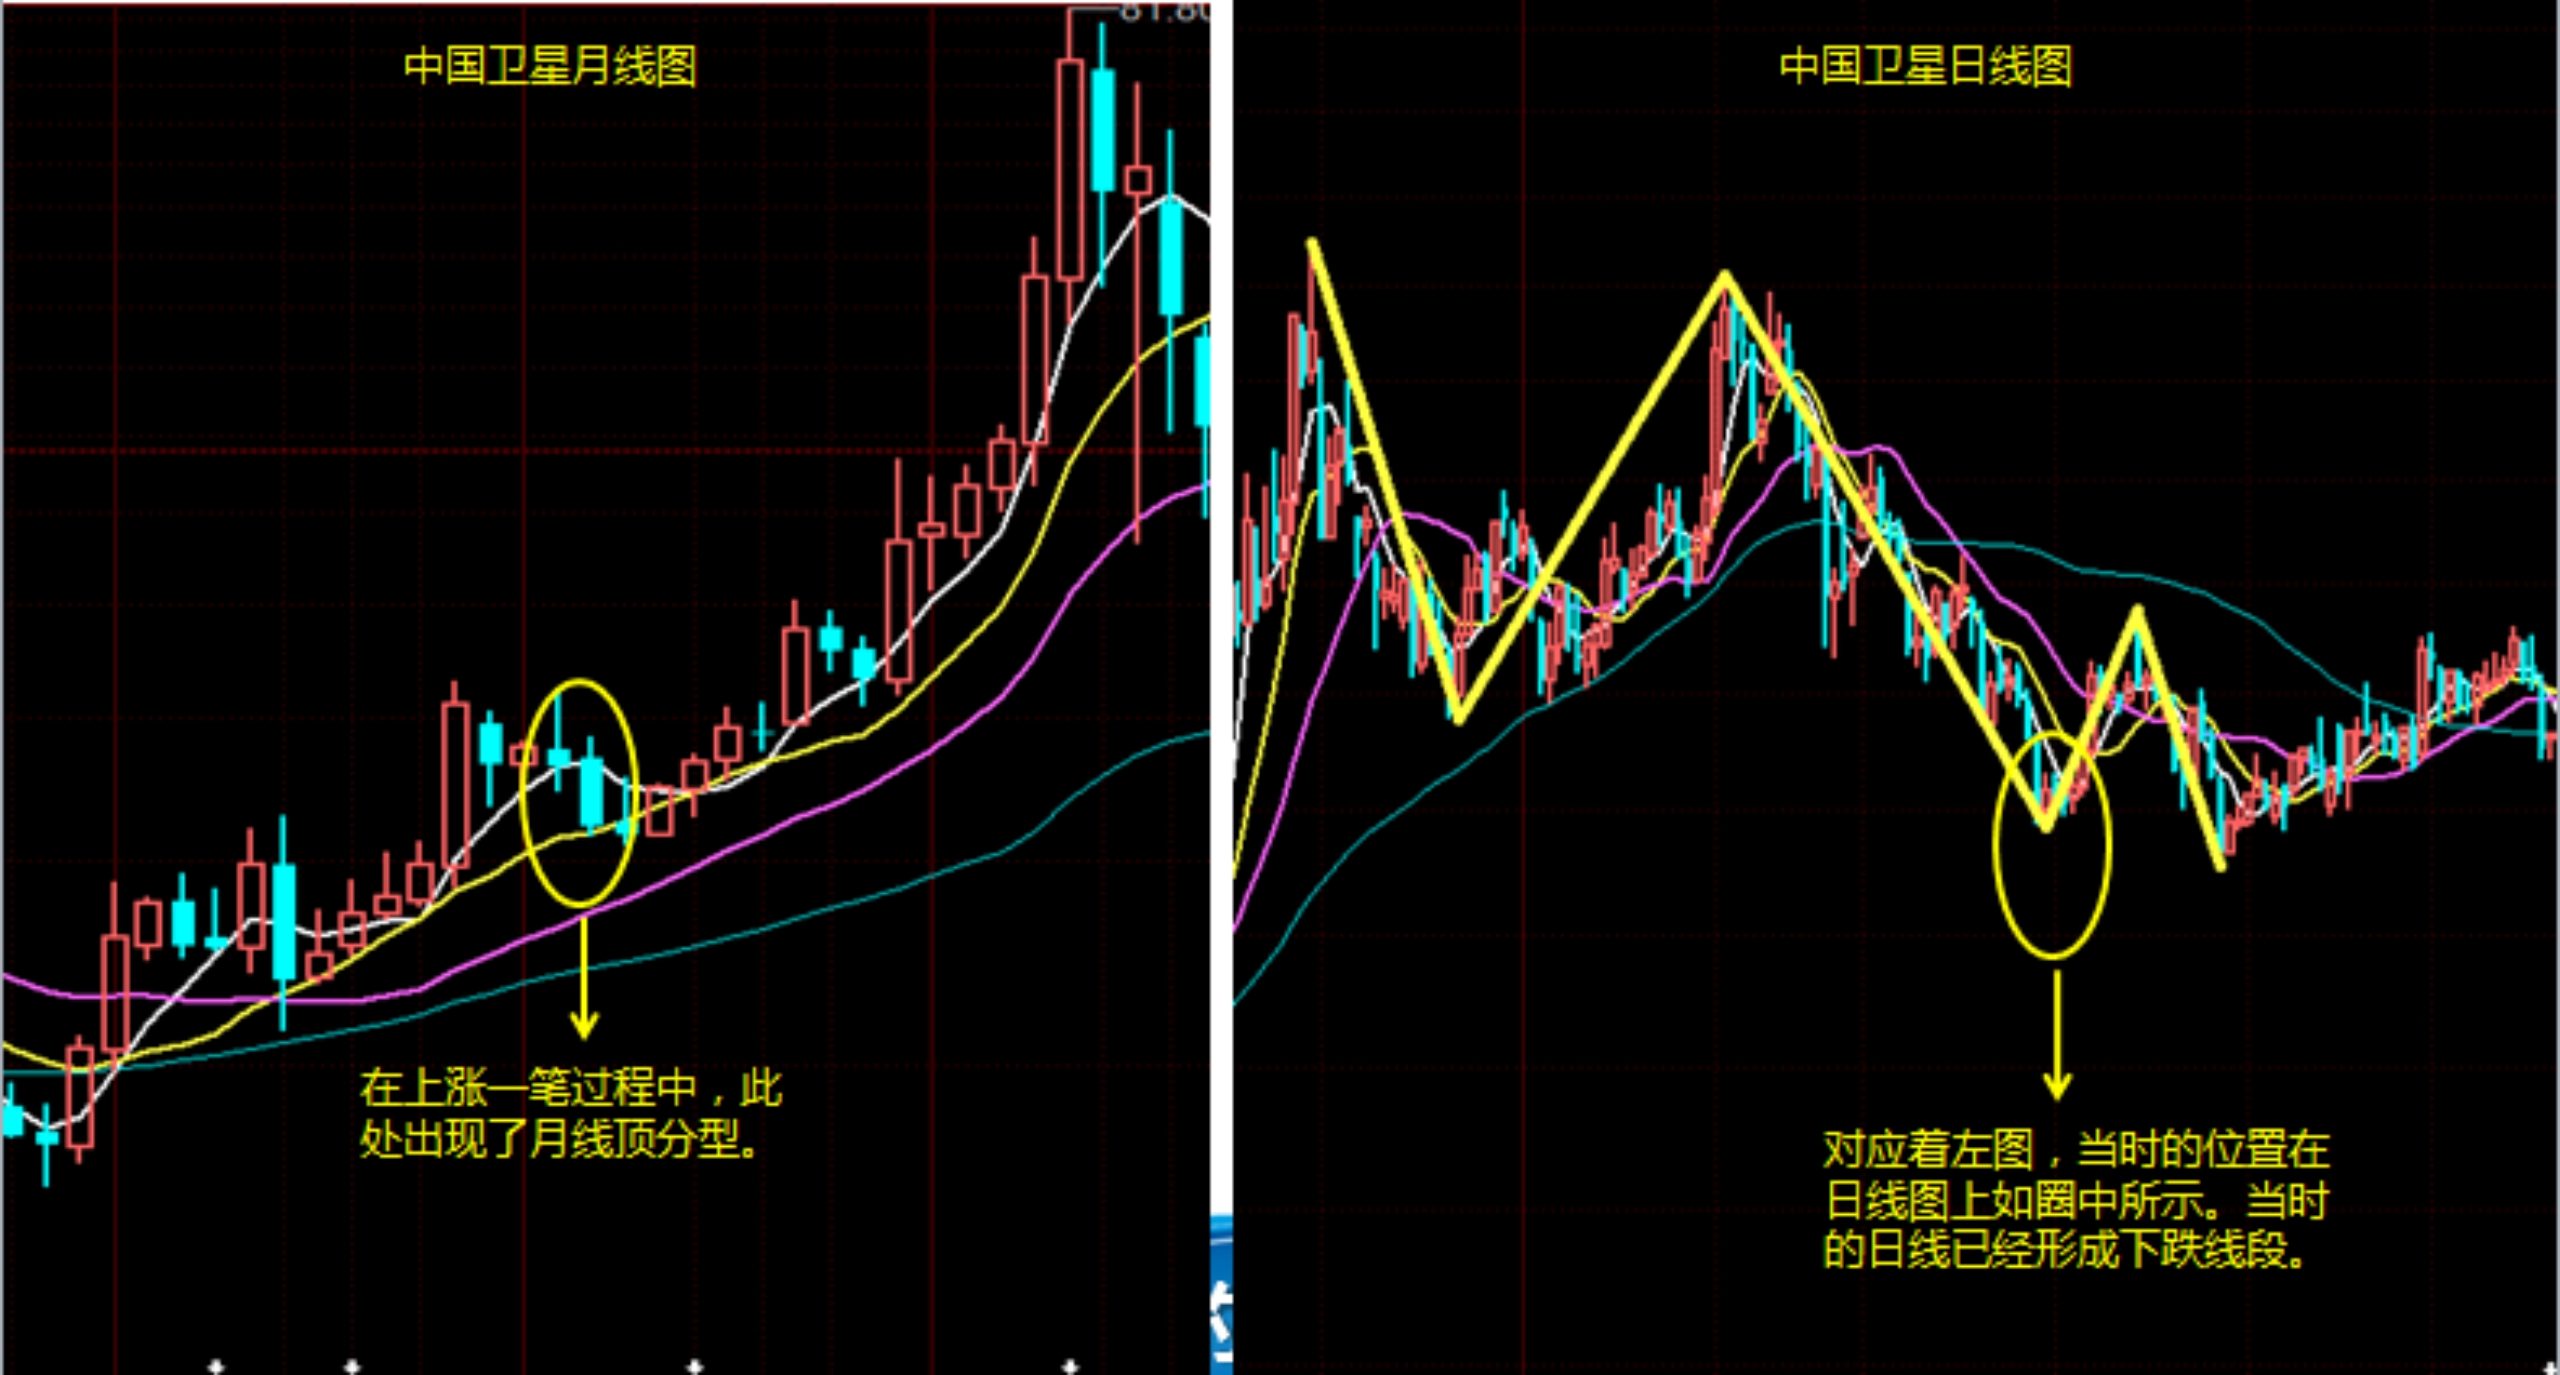 中国卫星月线图
在上涨一笔过程中，此
处出现了月线顶分型。
中国卫星日线图
对应着左图，当时的位置在
日线图上如圈中所示。当时
的日线已经形成下跌线段。